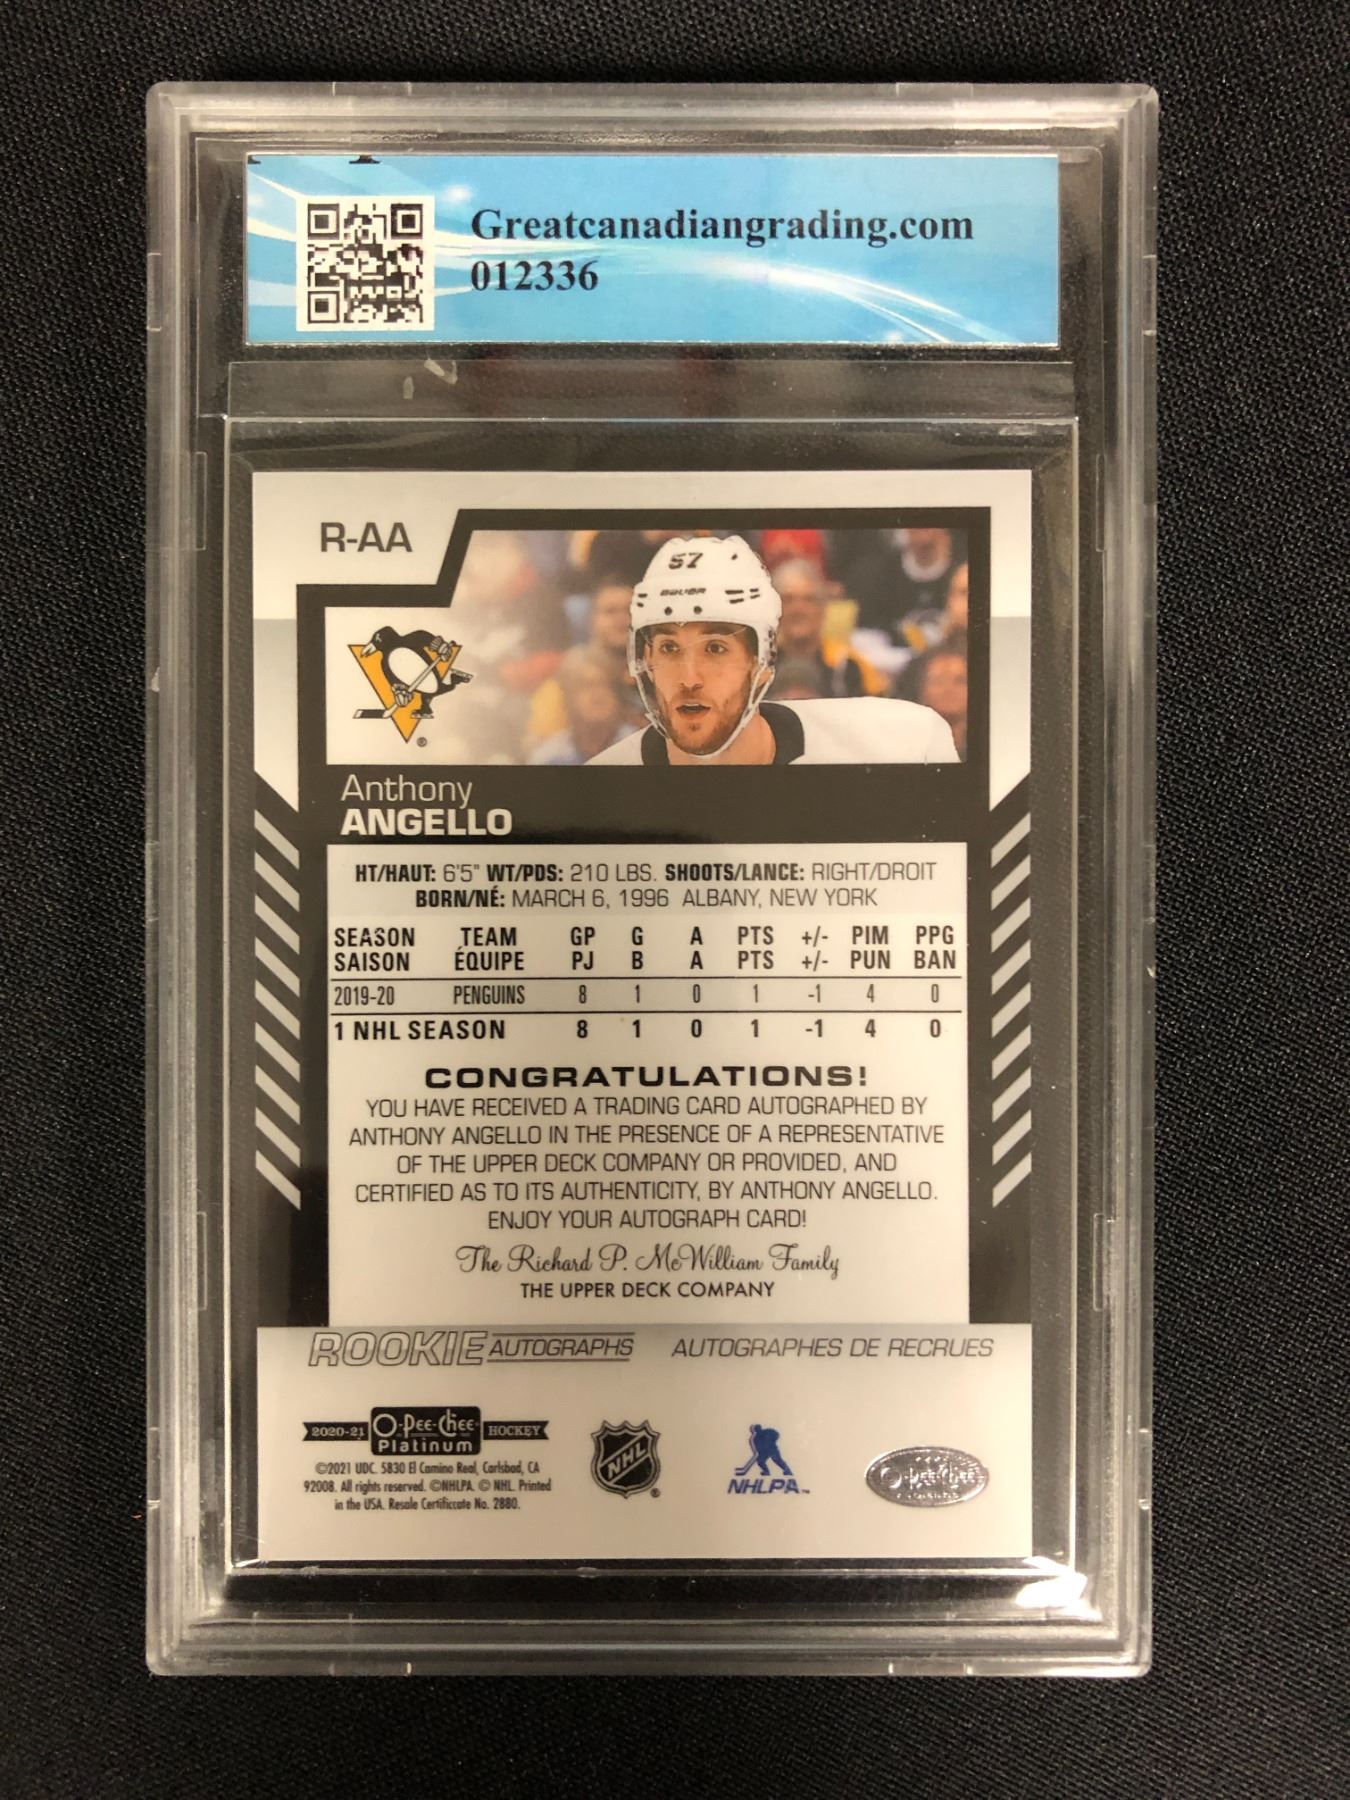 Greatcanadiangrading.com
012336
R-AA
57
BAUER
Anthony
ANGELLO
HT/HAUT: 6'5" WT/PDS: 210 LBS. SHOOTS/LANCE: RIGHT/DROIT
BORN/NÉ: MARCH 6, 1996 ALBANY, NEW YORK
SEASON TEAM GP G A PTS +/- PIM PPG
SAISON ÉQUIPE PJ B A PTS +/- PUN BAN
2019-20 PENGUINS 8 1 0 1 -1 4 0
1 NHL SEASON 8 1 0 1 -1 4 0
CONGRATULATIONS!
YOU HAVE RECEIVED A TRADING CARD AUTOGRAPHED BY
ANTHONY ANGELLO IN THE PRESENCE OF A REPRESENTATIVE
OF THE UPPER DECK COMPANY OR PROVIDED, AND
CERTIFIED AS TO ITS AUTHENTICITY, BY ANTHONY ANGELLO.
ENJOY YOUR AUTOGRAPH CARD!
The Richard P. McWilliam Family
THE UPPER DECK COMPANY
ROOKIE AUTOGRAPHS AUTOGRAPHES DE RECRUES
2020-21 O-Pee-Chee HOCKEY
Platinum
©2021 UDC. 5830 El Camino Real, Carlsbad, CA
92008. All rights reserved. ©NHLPA. © NHL. Printed
in the USA. Resale Certificate No. 2880.
NHL ®
NHLPA™
O-Pee-Chee